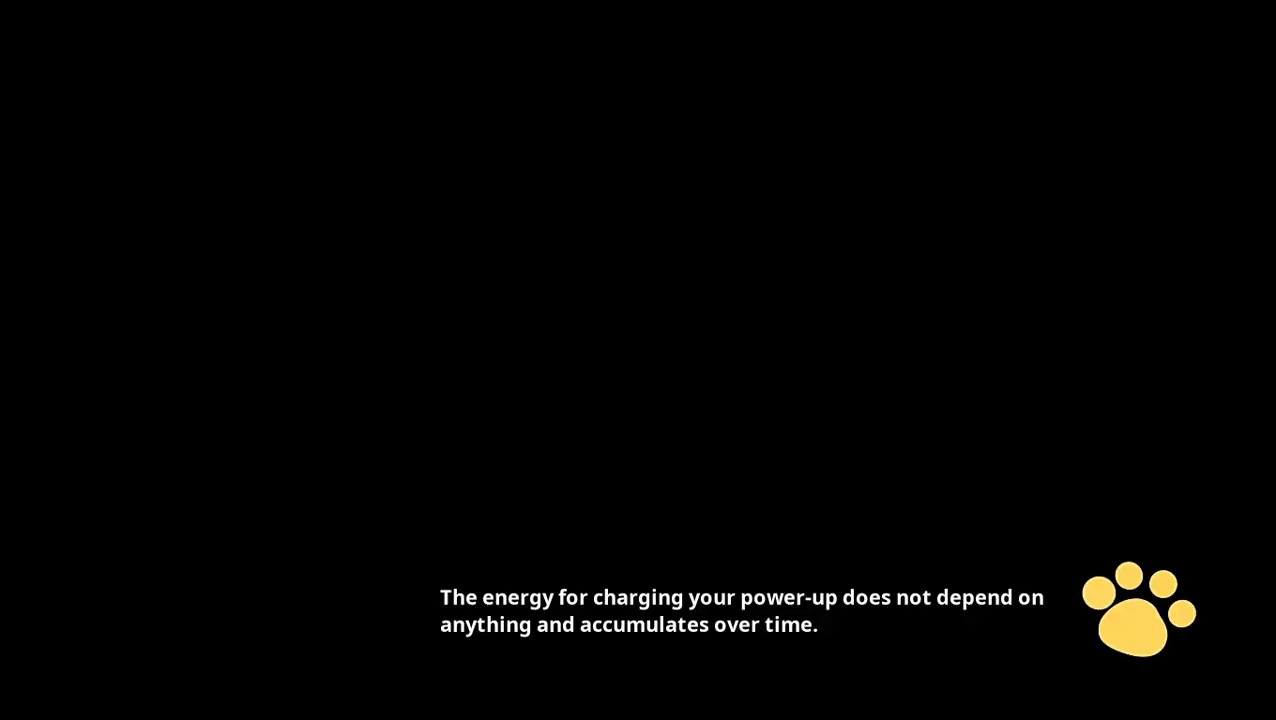 The energy for charging your power-up does not depend on
anything and accumulates over time.